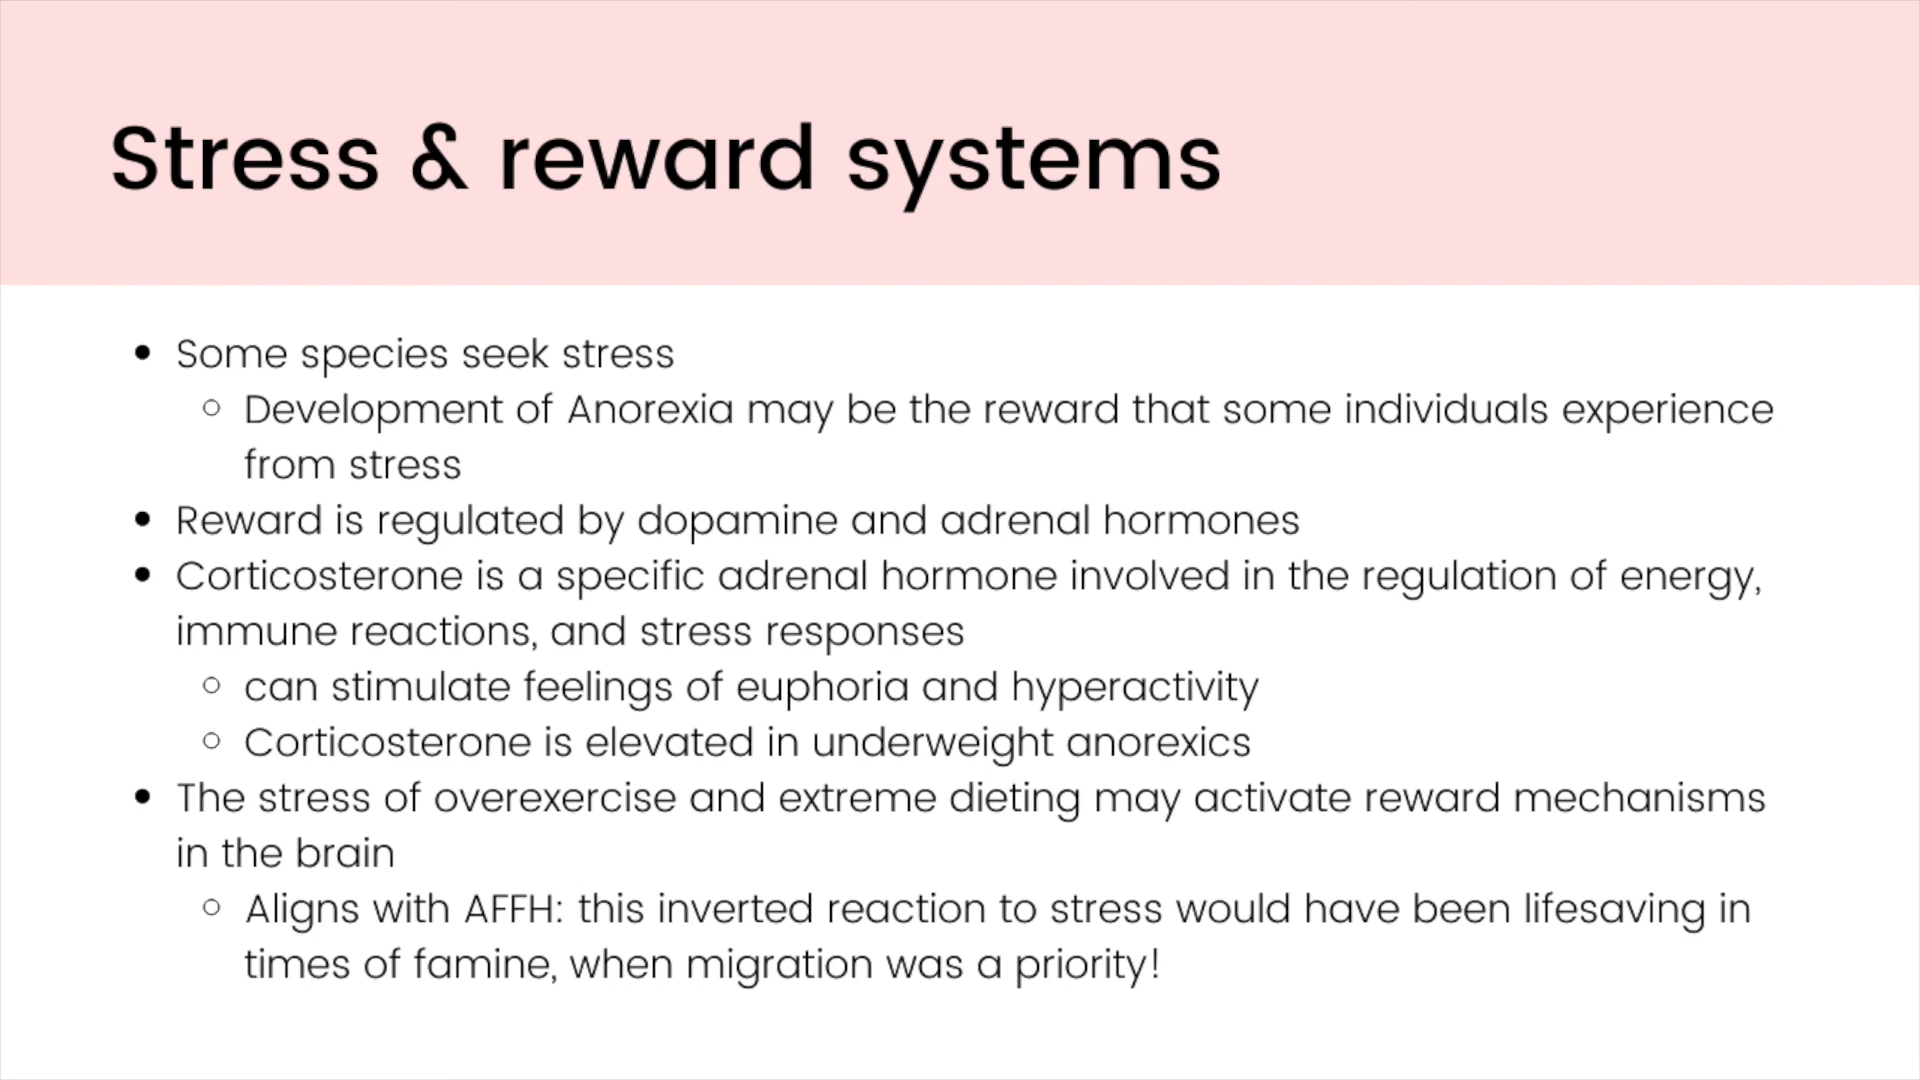 Stress & reward systems
• Some species seek stress
○ Development of Anorexia may be the reward that some individuals experience
from stress
• Reward is regulated by dopamine and adrenal hormones
• Corticosterone is a specific adrenal hormone involved in the regulation of energy,
immune reactions, and stress responses
○ can stimulate feelings of euphoria and hyperactivity
○ Corticosterone is elevated in underweight anorexics
• The stress of overexercise and extreme dieting may activate reward mechanisms
in the brain
○ Aligns with AFFH: this inverted reaction to stress would have been lifesaving in
times of famine, when migration was a priority!